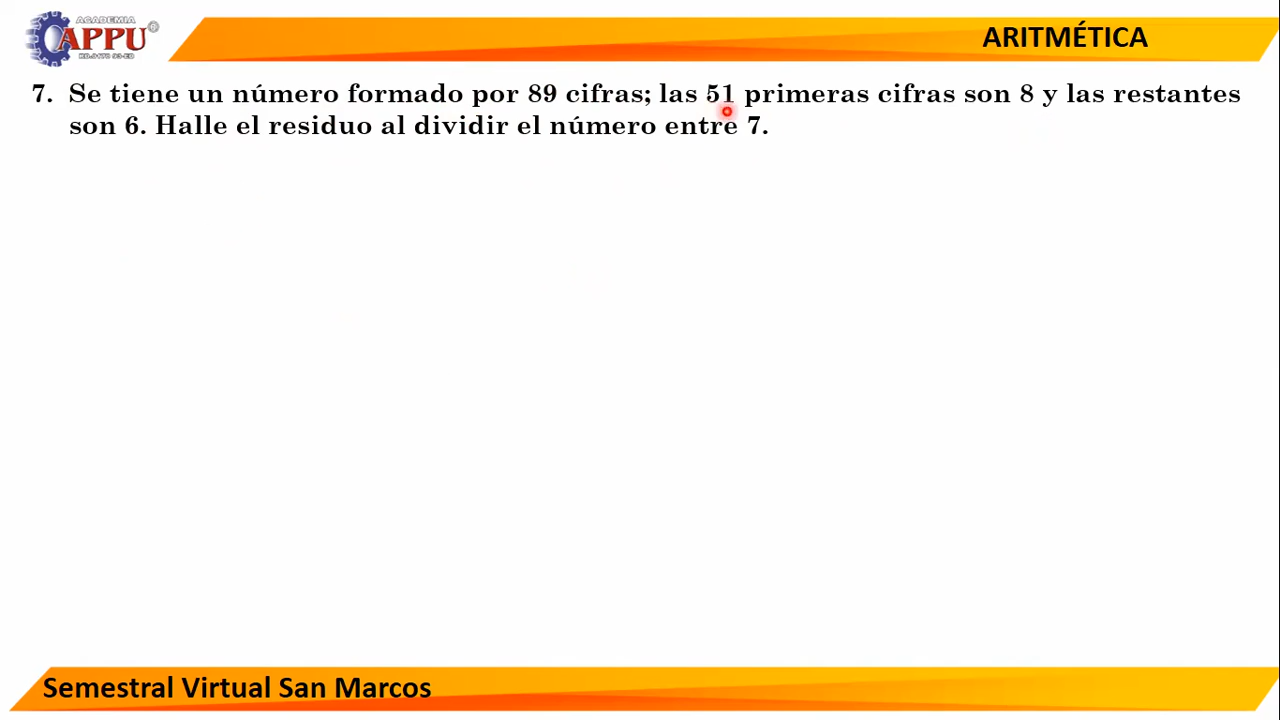 ACADEMIA
APPU®
ARITMÉTICA
7. Se tiene un número formado por 89 cifras; las 51 primeras cifras son 8 y las restantes
son 6. Halle el residuo al dividir el número entre 7.
Semestral Virtual San Marcos